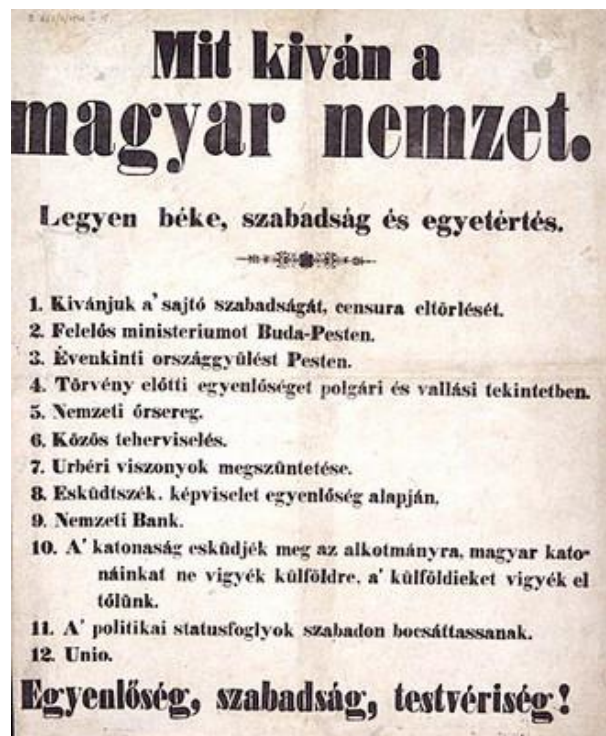 Mit kiván a
magyar nemzet.
Legyen béke, szabadság és egyetértés.
1. Kivánjuk a' sajtó szabadságát, censura eltörlését.
2. Felelős ministeriumot Buda-Pesten.
3. Évenkinti országgyülést Pesten.
4. Törvény előtti egyenlőséget polgári és vallási tekintetben.
5. Nemzeti őrsereg.
6. Közös teherviselés.
7. Urbéri viszonyok megszüntetése.
8. Esküdtszék. képviselet egyenlőség alapján.
9. Nemzeti Bank.
10. A' katonaság esküdjék meg az alkotmányra, magyar kato-
náinkat ne vigyék külföldre, a' külföldieket vigyék el
tőlünk.
11. A' politikai statusfoglyok szabadon bocsáttassanak.
12. Unio.
Egyenlőség, szabadság, testvériség!